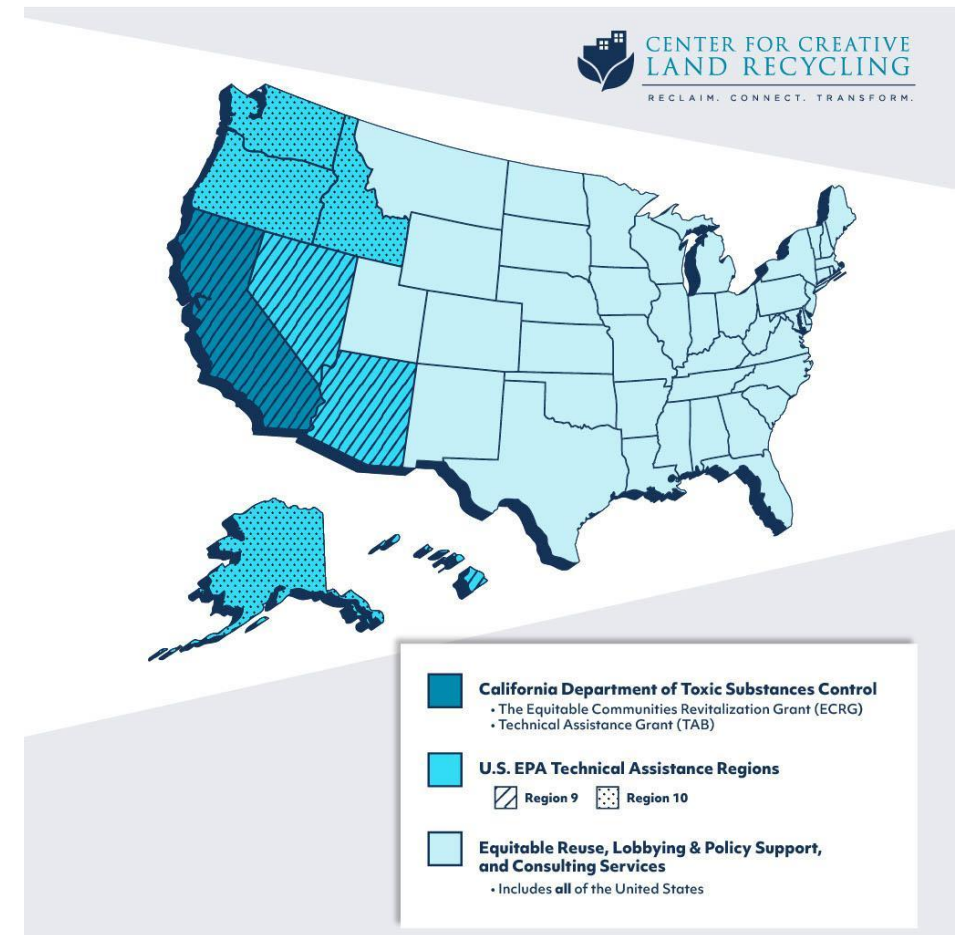 CENTER FOR CREATIVE
LAND RECYCLING
RECLAIM. CONNECT. TRANSFORM.
California Department of Toxic Substances Control
• The Equitable Communities Revitalization Grant (ECRG)
• Technical Assistance Grant (TAB)
U.S. EPA Technical Assistance Regions
Region 9 Region 10
Equitable Reuse, Lobbying & Policy Support,
and Consulting Services
• Includes all of the United States